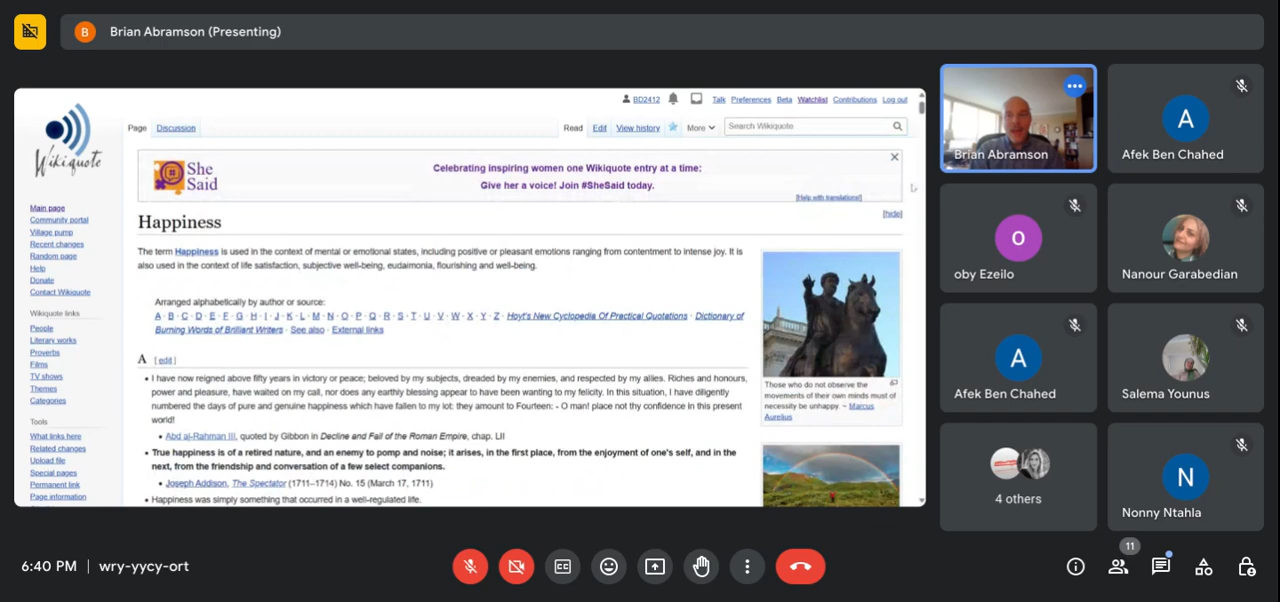 B Brian Abramson (Presenting)
BD2412 Talk Preferences Beta Watchlist Contributions Log out
Page Discussion Read Edit View history More Search Wikiquote
Wikiquote
She
Said
Celebrating inspiring women one Wikiquote entry at a time:
Give her a voice! Join #SheSaid today.
[Help with translations!]
[hide]
Main page
Community portal
Village pump
Recent changes
Random page
Help
Donate
Contact Wikiquote
Wikiquote links
People
Literary works
Proverbs
Films
TV shows
Themes
Categories
Tools
What links here
Related changes
Upload file
Special pages
Permanent link
Page information
Happiness
The term Happiness is used in the context of mental or emotional states, including positive or pleasant emotions ranging from contentment to intense joy. It is
also used in the context of life satisfaction, subjective well-being, eudaimonia, flourishing and well-being.
Arranged alphabetically by author or source:
A · B · C · D · E · F · G · H · I · J · K · L · M · N · O · P · Q · R · S · T · U · V · W · X · Y · Z · Hoyt's New Cyclopedia Of Practical Quotations · Dictionary of
Burning Words of Brilliant Writers · See also · External links
A [edit]
• I have now reigned above fifty years in victory or peace; beloved by my subjects, dreaded by my enemies, and respected by my allies. Riches and honours,
power and pleasure, have waited on my call, nor does any earthly blessing appear to have been wanting to my felicity. In this situation, I have diligently
numbered the days of pure and genuine happiness which have fallen to my lot: they amount to Fourteen: - O man! place not thy confidence in this present
world!
• Abd al-Rahman III, quoted by Gibbon in Decline and Fall of the Roman Empire, chap. LII
• True happiness is of a retired nature, and an enemy to pomp and noise; it arises, in the first place, from the enjoyment of one's self, and in the
next, from the friendship and conversation of a few select companions.
• Joseph Addison, The Spectator (1711–1714) No. 15 (March 17, 1711)
• Happiness was simply something that occurred in a well-regulated life.
Those who do not observe the
movements of their own minds must of
necessity be unhappy. ~ Marcus
Aurelius
Brian Abramson
A
Afek Ben Chahed
O
oby Ezeilo
Nanour Garabedian
A
Afek Ben Chahed
Salema Younus
4 others
N
Nonny Ntahla
6:40 PM | wry-yycy-ort
11